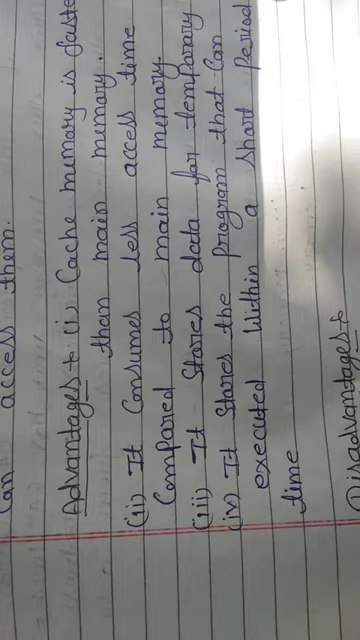 can access them.
Advantages → (i) Cache memory is faste
than main memory.
(ii) It Consumes less access time
Compared to main memory
(iii) It Stores data for temporary
(iv) It Stores the program that Can
executed Within a short Period
time
Disadvantages →